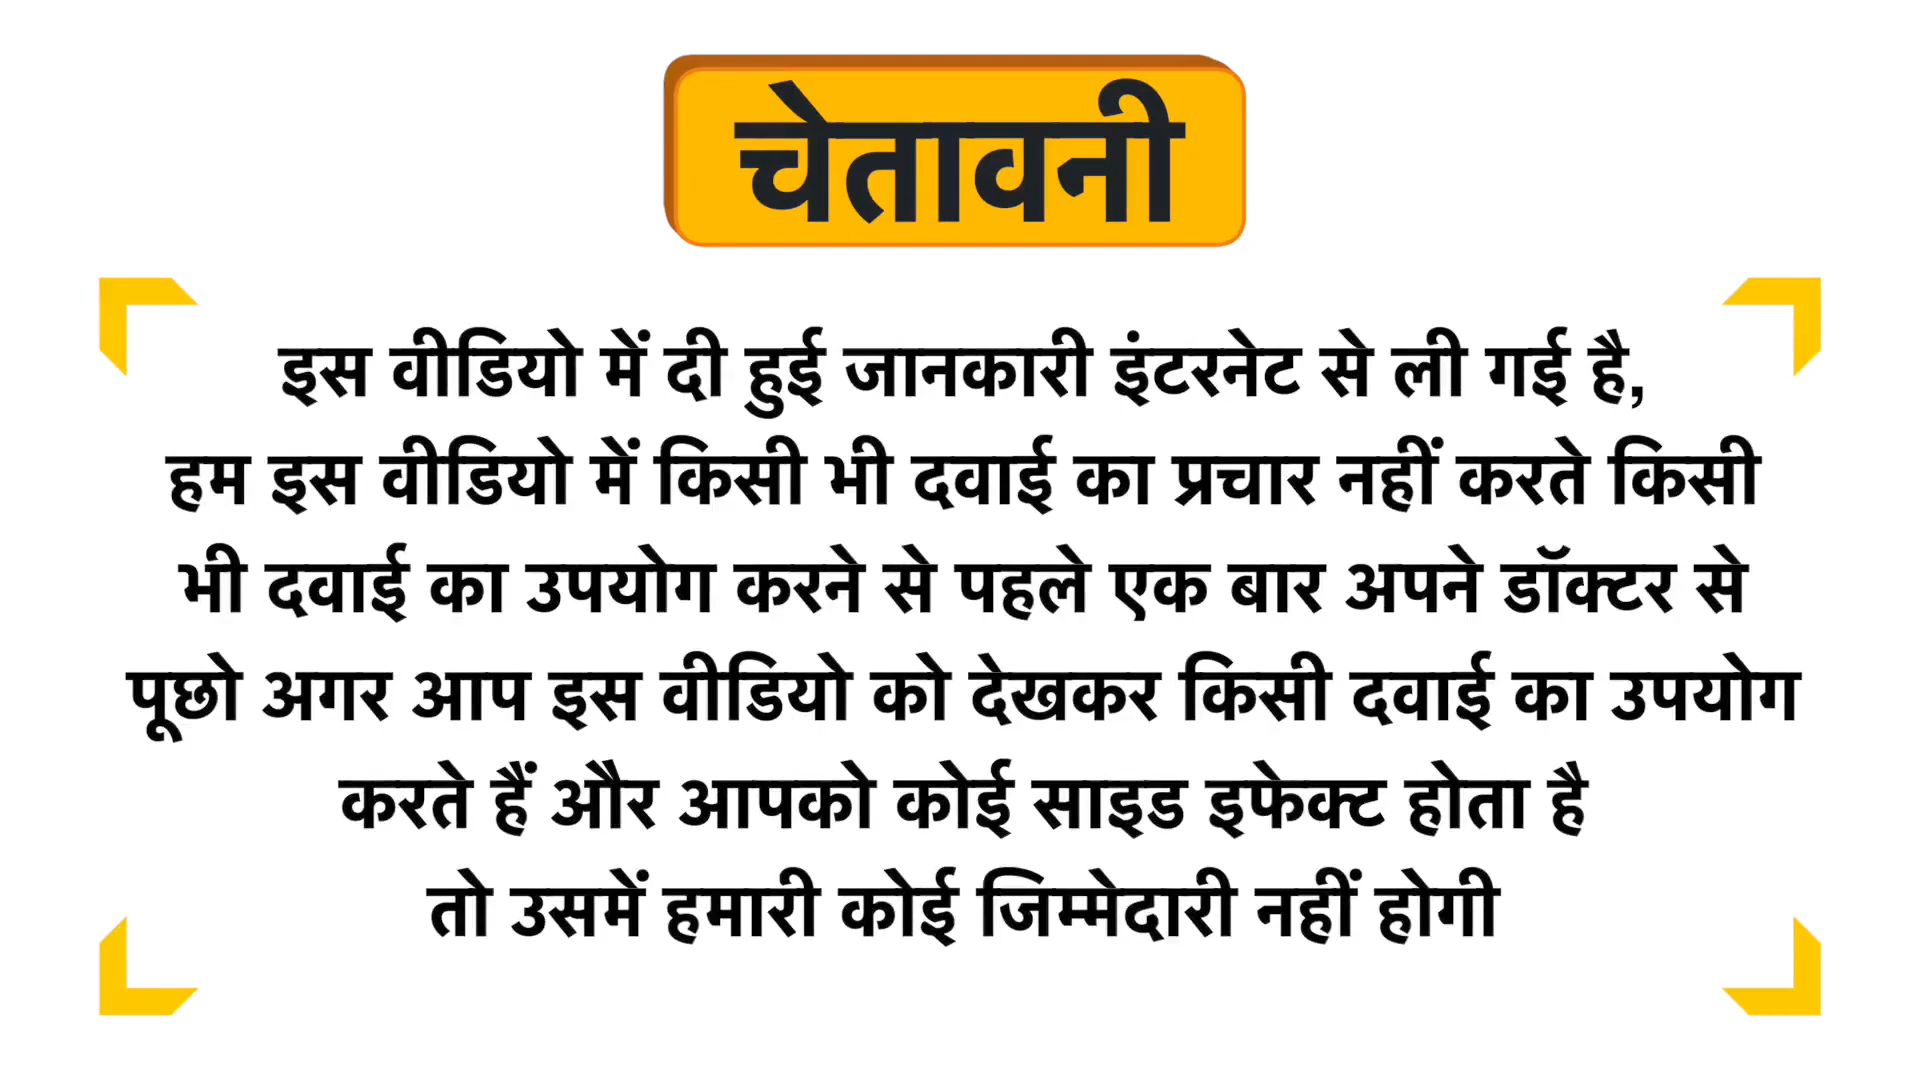 चेतावनी
इस वीडियो में दी हुई जानकारी इंटरनेट से ली गई है,
हम इस वीडियो में किसी भी दवाई का प्रचार नहीं करते किसी
भी दवाई का उपयोग करने से पहले एक बार अपने डॉक्टर से
पूछो अगर आप इस वीडियो को देखकर किसी दवाई का उपयोग
करते हैं और आपको कोई साइड इफेक्ट होता है
तो उसमें हमारी कोई जिम्मेदारी नहीं होगी